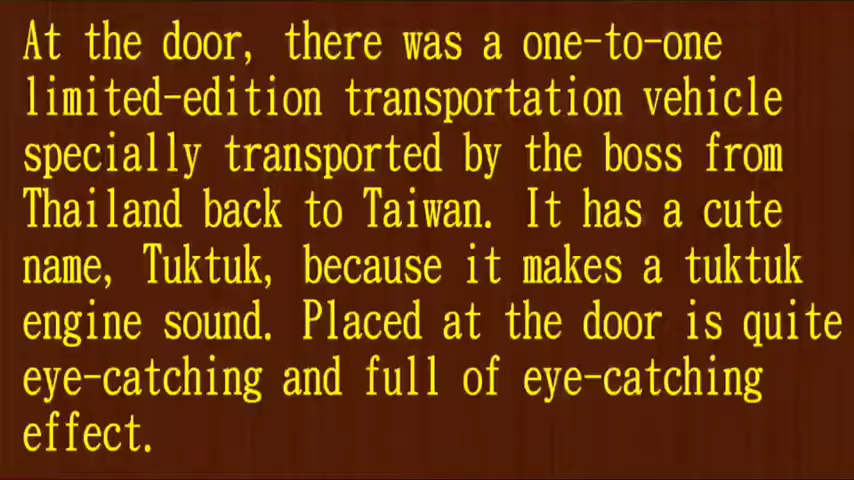 At the door, there was a one-to-one
limited-edition transportation vehicle
specially transported by the boss from
Thailand back to Taiwan. It has a cute
name, Tuktuk, because it makes a tuktuk
engine sound. Placed at the door is quite
eye-catching and full of eye-catching
effect.